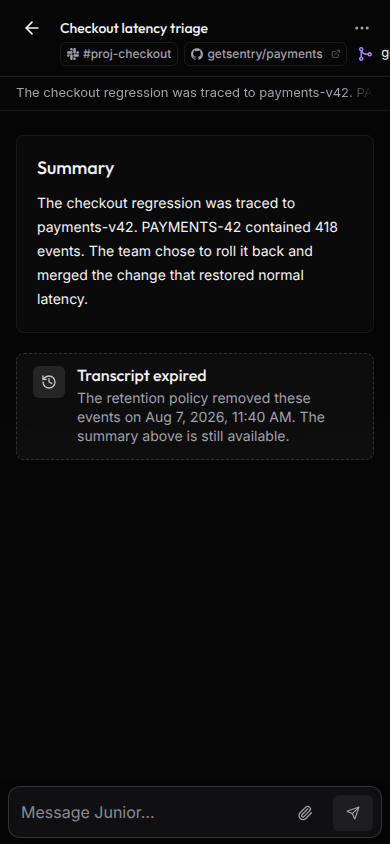 Checkout latency triage
#proj-checkout getsentry/payments g
The checkout regression was traced to payments-v42. PA
Summary
The checkout regression was traced to
payments-v42. PAYMENTS-42 contained 418
events. The team chose to roll it back and
merged the change that restored normal
latency.
Transcript expired
The retention policy removed these
events on Aug 7, 2026, 11:40 AM. The
summary above is still available.
Message Junior...